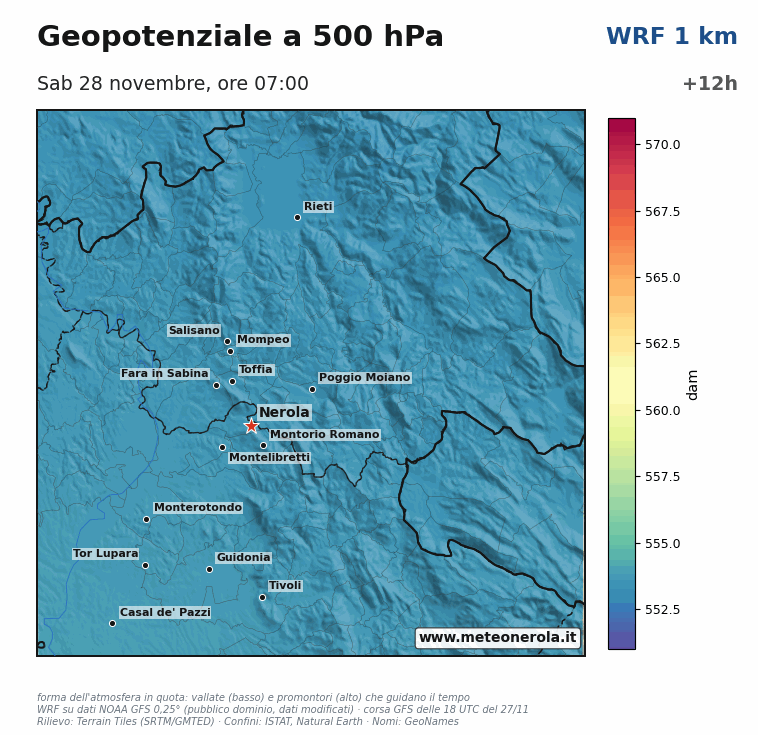 Geopotenziale a 500 hPa
WRF 1 km
Sab 28 novembre, ore 07:00
+12h
Rieti
Salisano
Mompeo
Toffia
Fara in Sabina
Poggio Moiano
Nerola
Montorio Romano
Montelibretti
Monterotondo
Tor Lupara
Guidonia
Tivoli
Casal de' Pazzi
www.meteonerola.it
570.0
567.5
565.0
562.5
560.0
557.5
555.0
552.5
dam
forma dell'atmosfera in quota: vallate (basso) e promontori (alto) che guidano il tempo
WRF su dati NOAA GFS 0,25° (pubblico dominio, dati modificati) · corsa GFS delle 18 UTC del 27/11
Rilievo: Terrain Tiles (SRTM/GMTED) · Confini: ISTAT, Natural Earth · Nomi: GeoNames